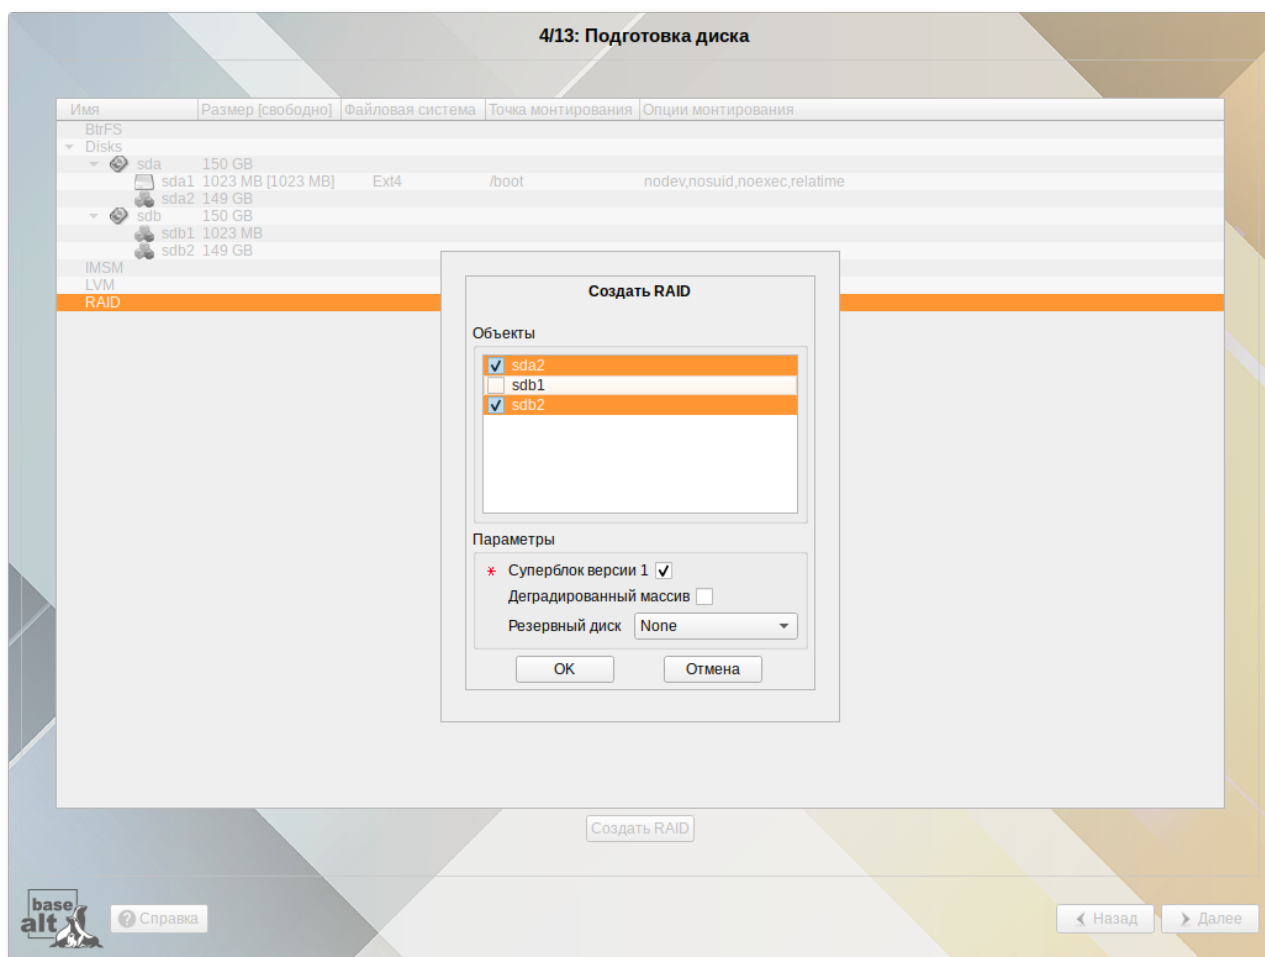 4/13: Подготовка диска
Имя Размер [свободно] Файловая система Точка монтирования Опции монтирования
BtrFS
Disks
sda 150 GB
sda1 1023 MB [1023 MB] Ext4 /boot nodev,nosuid,noexec,relatime
sda2 149 GB
sdb 150 GB
sdb1 1023 MB
sdb2 149 GB
IMSM
LVM
RAID
Создать RAID
Объекты
sda2
sdb1
sdb2
Параметры
* Суперблок версии 1
Деградированный массив
Резервный диск None
OK Отмена
Создать RAID
base
alt
Справка Назад Далее